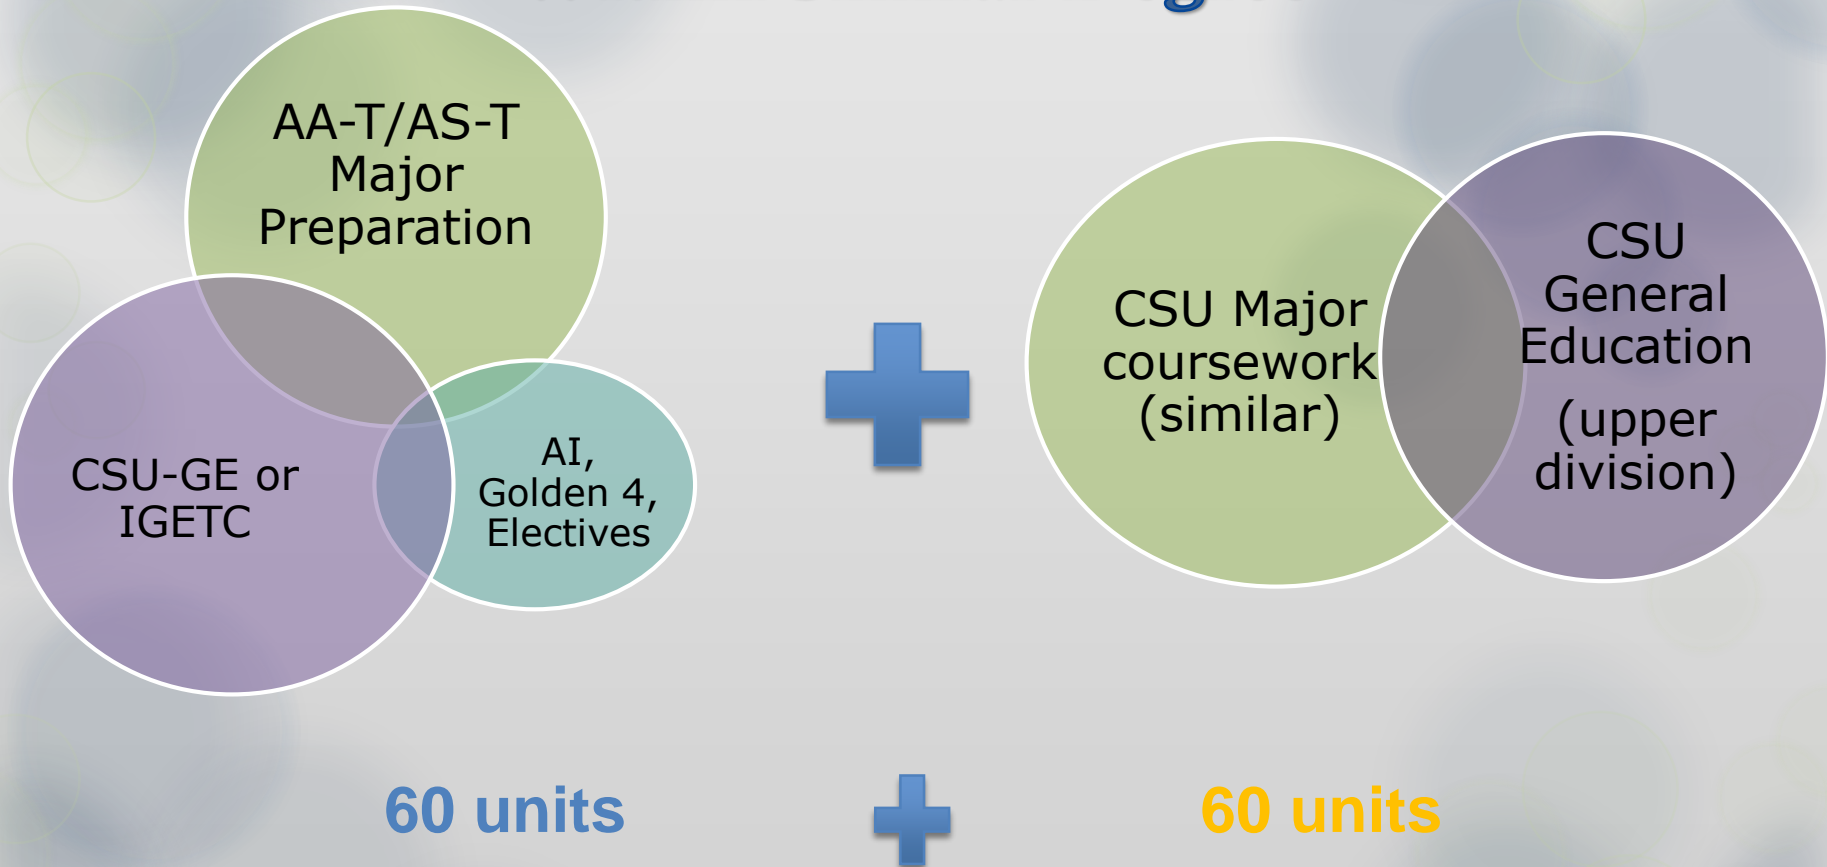 AA-T/AS-T
Major
Preparation
CSU-GE or
IGETC
AI,
Golden 4,
Electives
CSU Major
coursework
(similar)
CSU
General
Education
(upper
division)
60 units
60 units